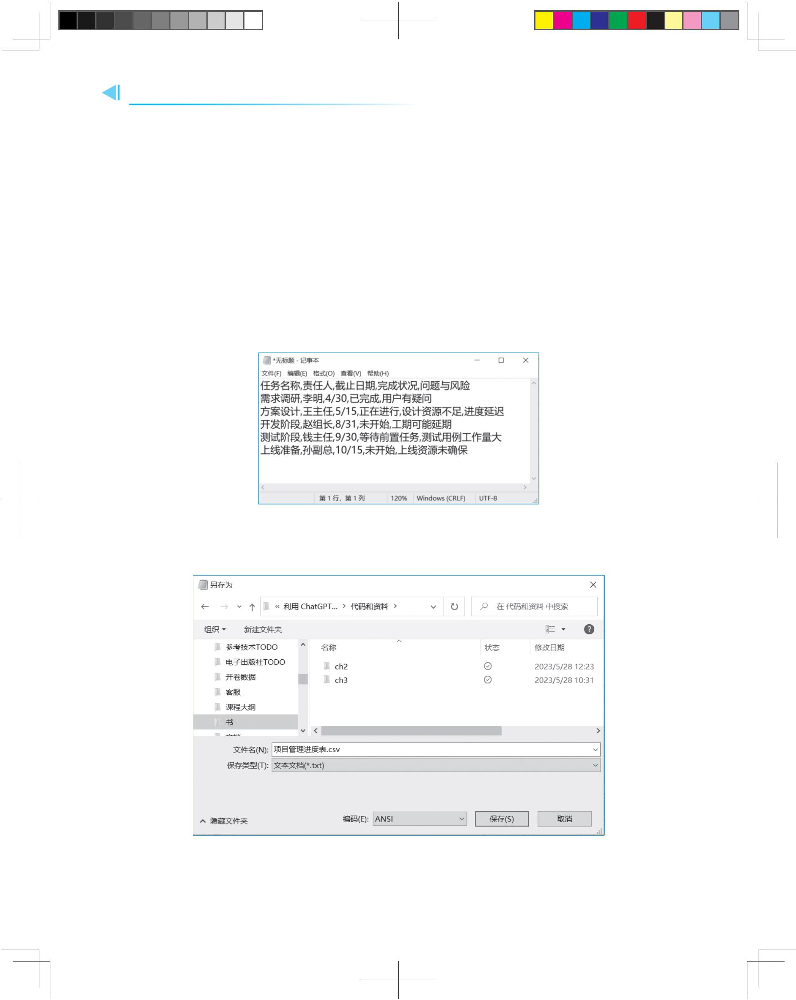 *无标题 - 记事本
文件(F) 编辑(E) 格式(O) 查看(V) 帮助(H)
任务名称,责任人,截止日期,完成状况,问题与风险
需求调研,李明,4/30,已完成,用户有疑问
方案设计,王主任,5/15,正在进行,设计资源不足,进度延迟
开发阶段,赵组长,8/31,未开始,工期可能延期
测试阶段,钱主任,9/30,等待前置任务,测试用例工作量大
上线准备,孙副总,10/15,未开始,上线资源未确保
第 1 行，第 1 列 120% Windows (CRLF) UTF-8
另存为
« 利用 ChatGPT... › 代码和资料 › 在 代码和资料 中搜索
组织 新建文件夹
参考技术TODO
电子出版社TODO
开卷数据
客服
课程大纲
书
名称 状态 修改日期
ch2 2023/5/28 12:23
ch3 2023/5/28 10:31
文件名(N): 项目管理进度表.csv
保存类型(T): 文本文档(*.txt)
隐藏文件夹 编码(E): ANSI 保存(S) 取消